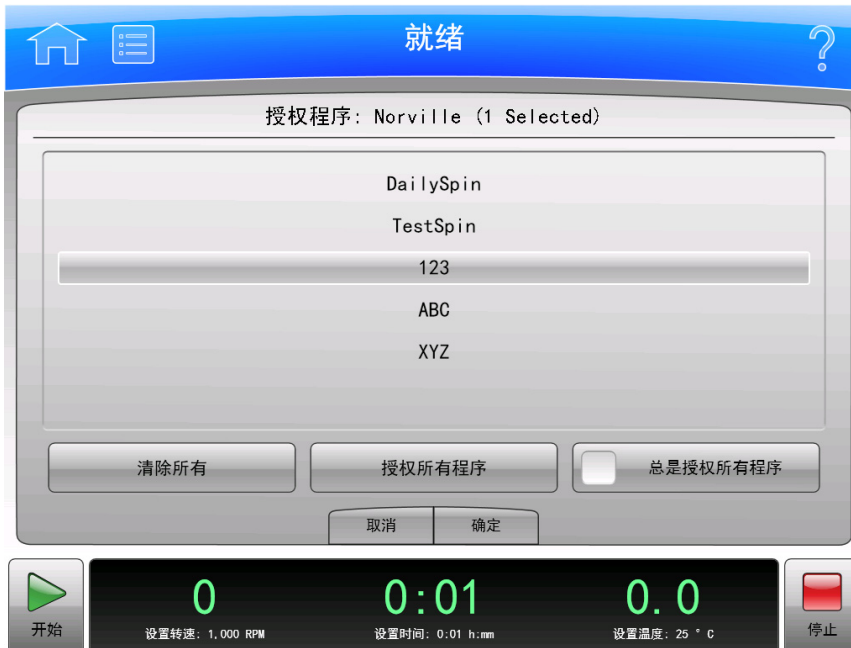 就绪
授权程序: Norville (1 Selected)
DailySpin
TestSpin
123
ABC
XYZ
清除所有
授权所有程序
总是授权所有程序
取消
确定
开始
0
0:01
0.0
设置转速: 1,000 RPM
设置时间: 0:01 h:mm
设置温度: 25 ° C
停止